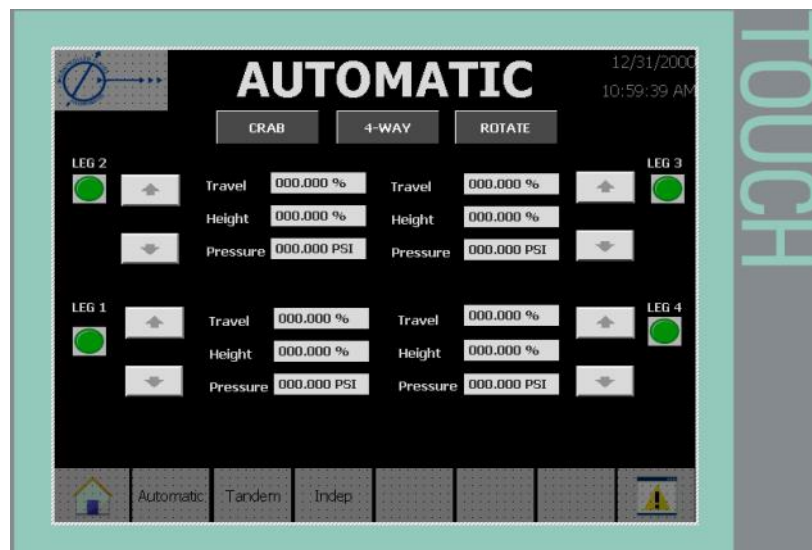 TOUCH
AUTOMATIC
12/31/2000
10:59:39 AM
CRAB 4-WAY ROTATE
LEG 2 LEG 3
Travel 000.000 % Travel 000.000 %
Height 000.000 % Height 000.000 %
Pressure 000.000 PSI Pressure 000.000 PSI
LEG 1 LEG 4
Travel 000.000 % Travel 000.000 %
Height 000.000 % Height 000.000 %
Pressure 000.000 PSI Pressure 000.000 PSI
Automatic Tandem Indep